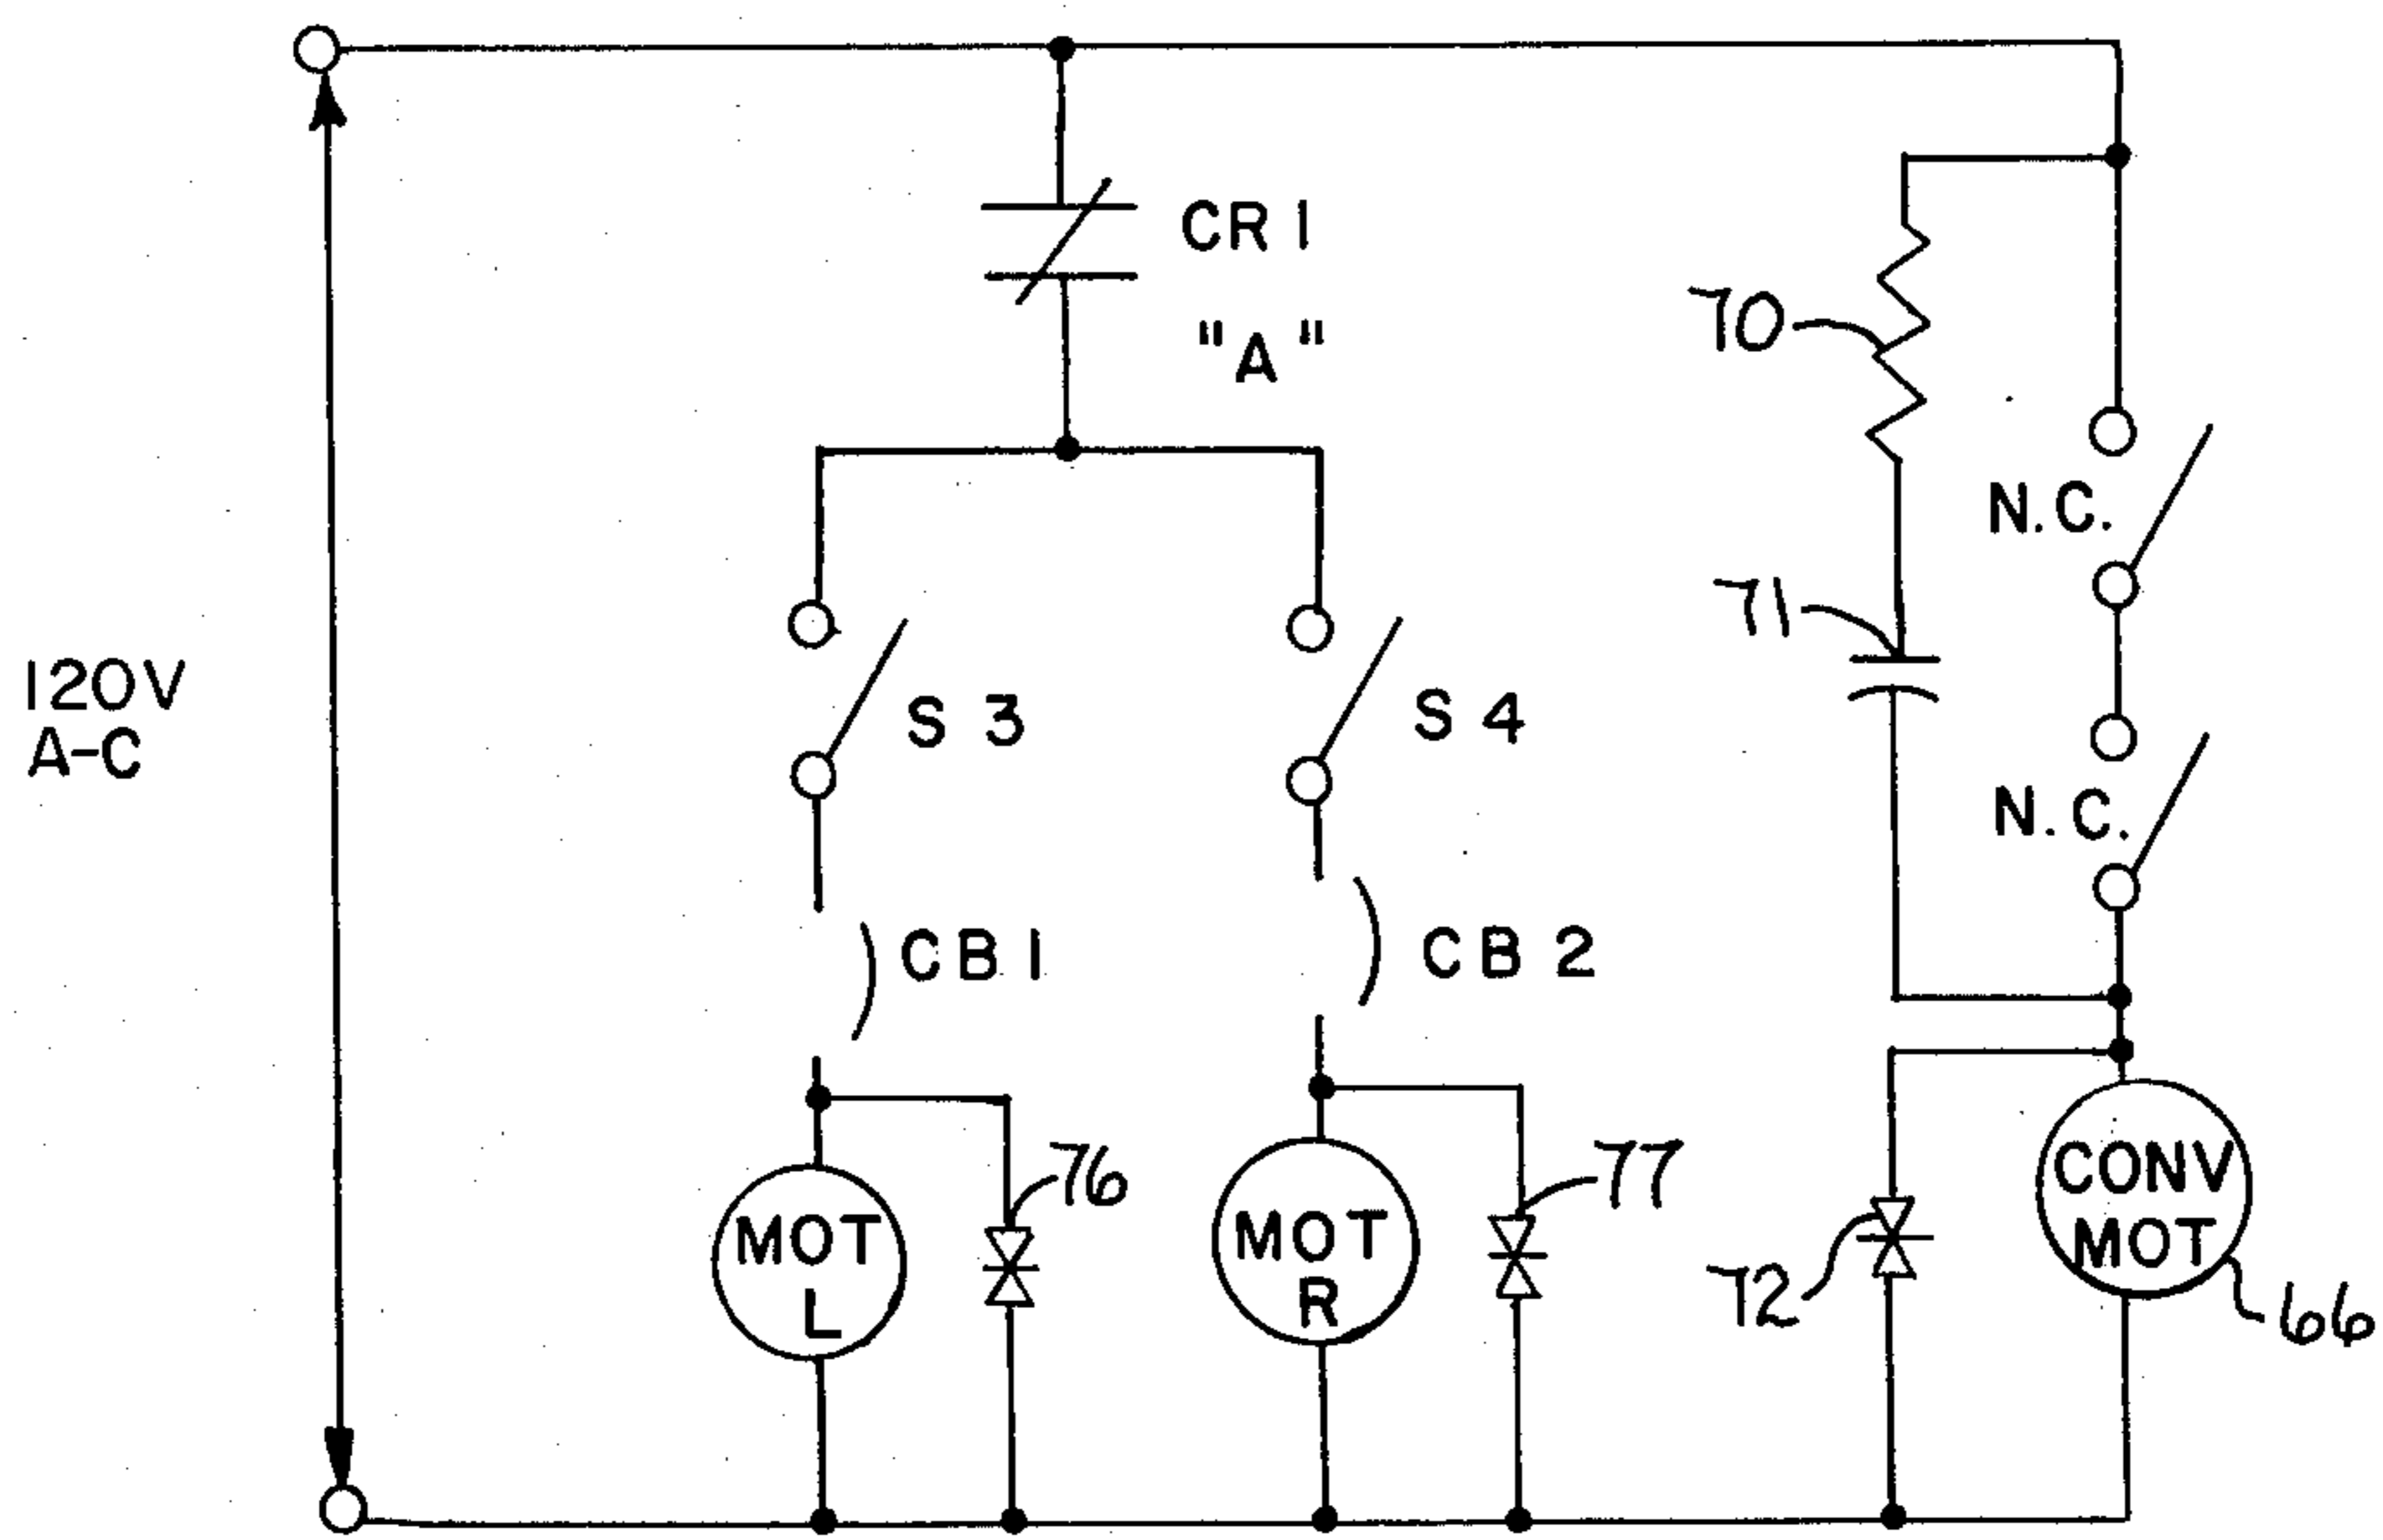 CR 1
"A"
70
N.C.
71
120V
A-C
S 3
S 4
N.C.
CB 1
CB 2
76
77
MOT
L
MOT
R
72
CONV
MOT
66